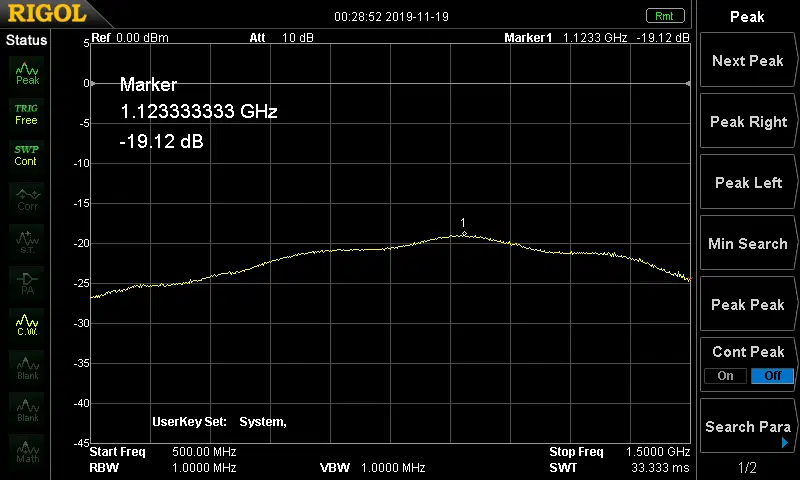 RIGOL
00:28:52 2019-11-19
Rmt
Status
Ref 0.00 dBm Att 10 dB Marker1 1.1233 GHz -19.12 dB
Peak
TRIG
Free
SWP
Cont
Corr
S.T.
PA
C.W.
Blank
Blank
Math
5
0
-5
-10
-15
-20
-25
-30
-35
-40
-45
Marker
1.123333333 GHz
-19.12 dB
1
UserKey Set: System,
Start Freq 500.00 MHz Stop Freq 1.5000 GHz
RBW 1.0000 MHz VBW 1.0000 MHz SWT 33.333 ms
Peak
Next Peak
Peak Right
Peak Left
Min Search
Peak Peak
Cont Peak
On Off
Search Para
1/2